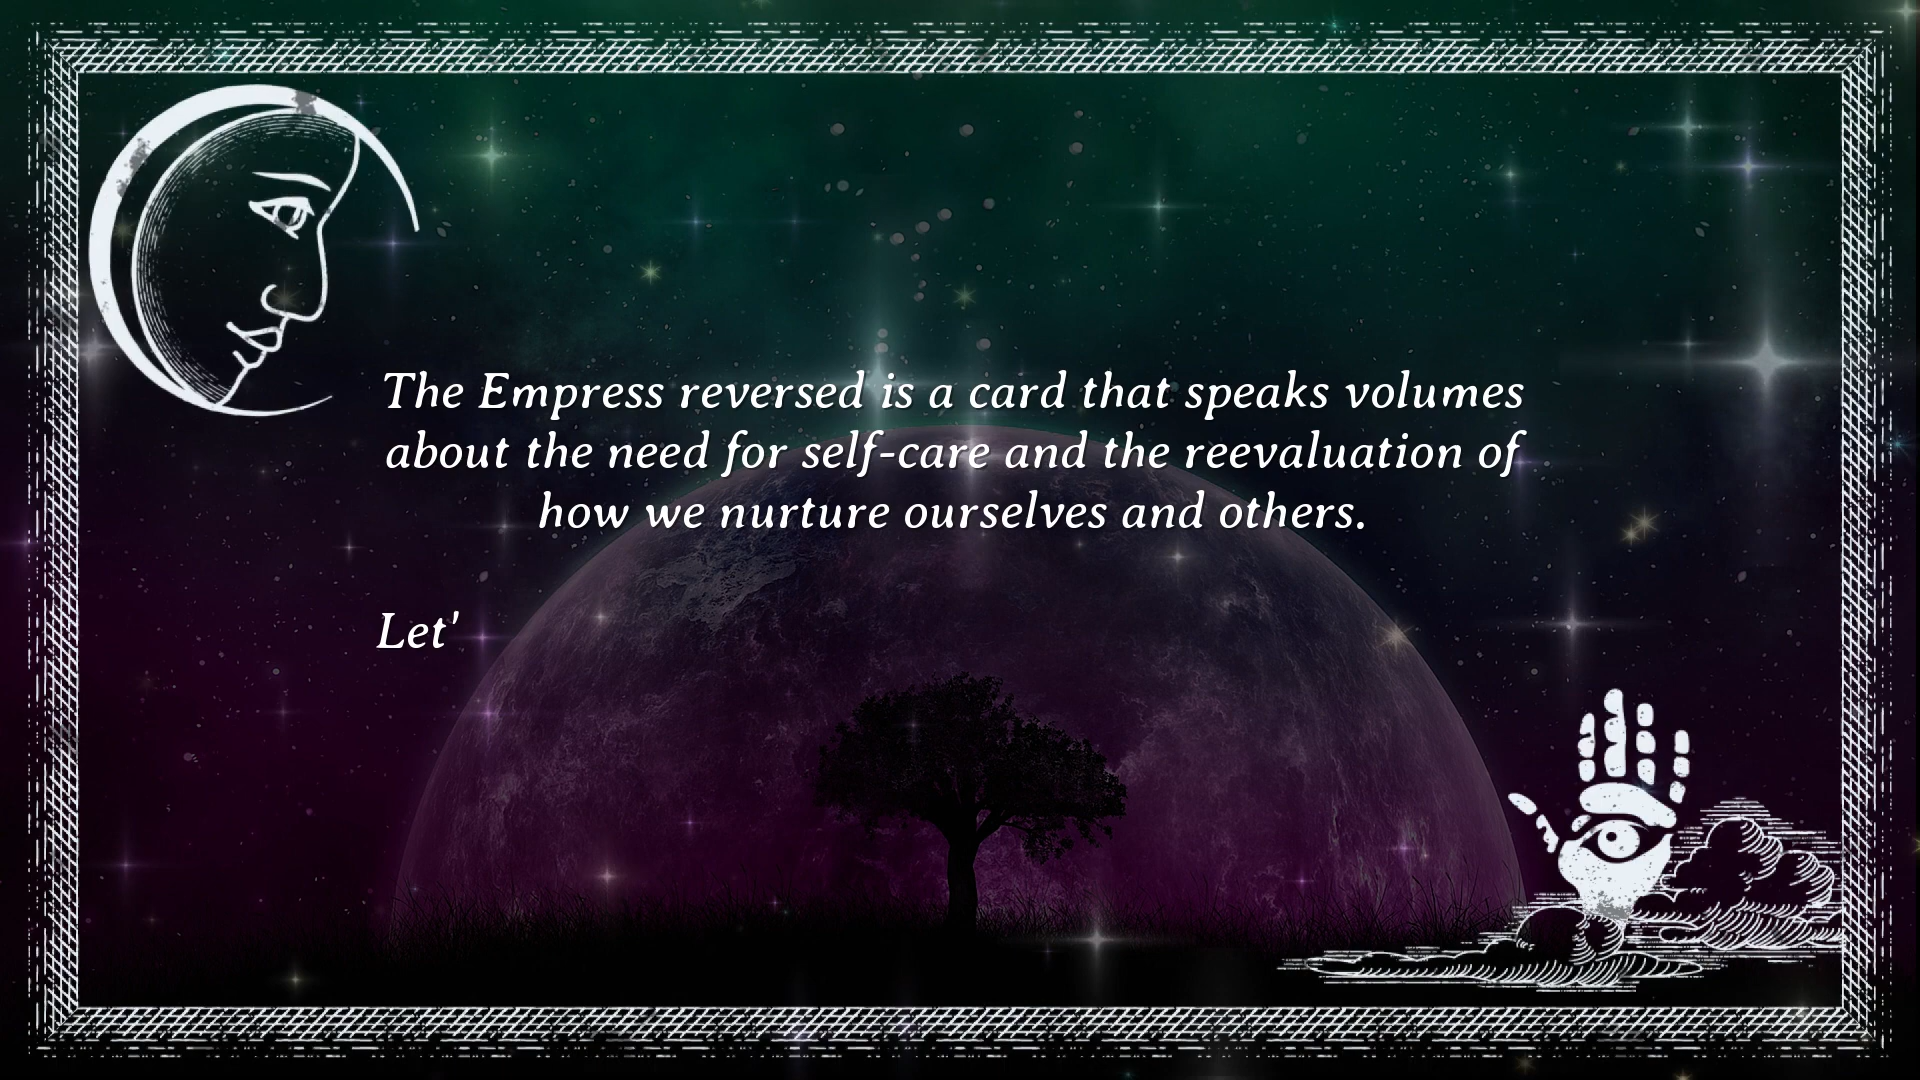 The Empress reversed is a card that speaks volumes
about the need for self-care and the reevaluation of
how we nurture ourselves and others.
Let'